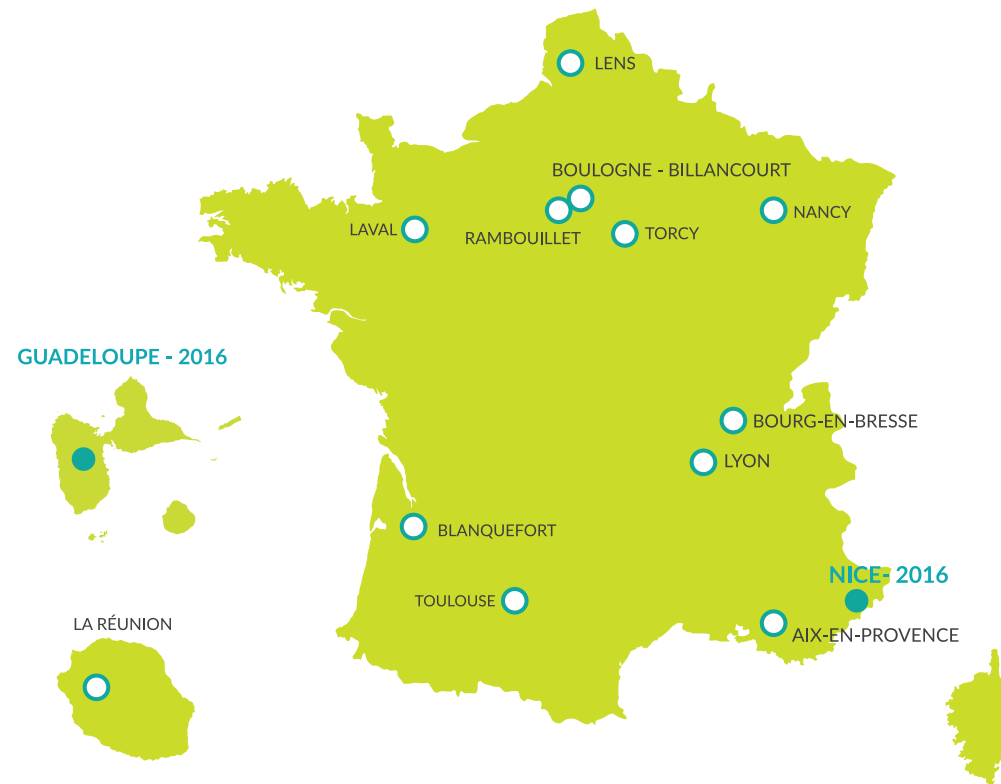 LENS
BOULOGNE - BILLANCOURT
NANCY
LAVAL
RAMBOUILLET
TORCY
GUADELOUPE - 2016
BOURG-EN-BRESSE
LYON
BLANQUEFORT
NICE- 2016
TOULOUSE
LA RÉUNION
AIX-EN-PROVENCE